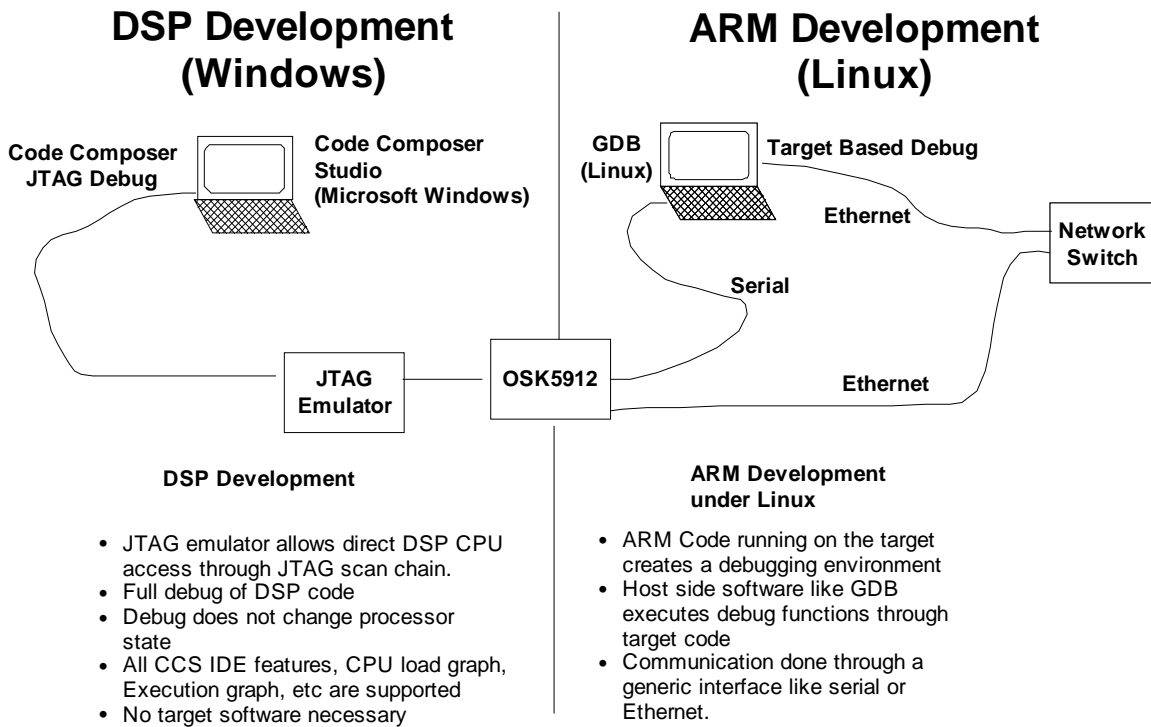 DSP Development
(Windows)
ARM Development
(Linux)
Code Composer
JTAG Debug
Code Composer
Studio
(Microsoft Windows)
GDB
(Linux)
Target Based Debug
Ethernet
Network
Switch
Serial
JTAG
Emulator
OSK5912
Ethernet
DSP Development
• JTAG emulator allows direct DSP CPU
access through JTAG scan chain.
• Full debug of DSP code
• Debug does not change processor
state
• All CCS IDE features, CPU load graph,
Execution graph, etc are supported
• No target software necessary
ARM Development
under Linux
• ARM Code running on the target
creates a debugging environment
• Host side software like GDB
executes debug functions through
target code
• Communication done through a
generic interface like serial or
Ethernet.